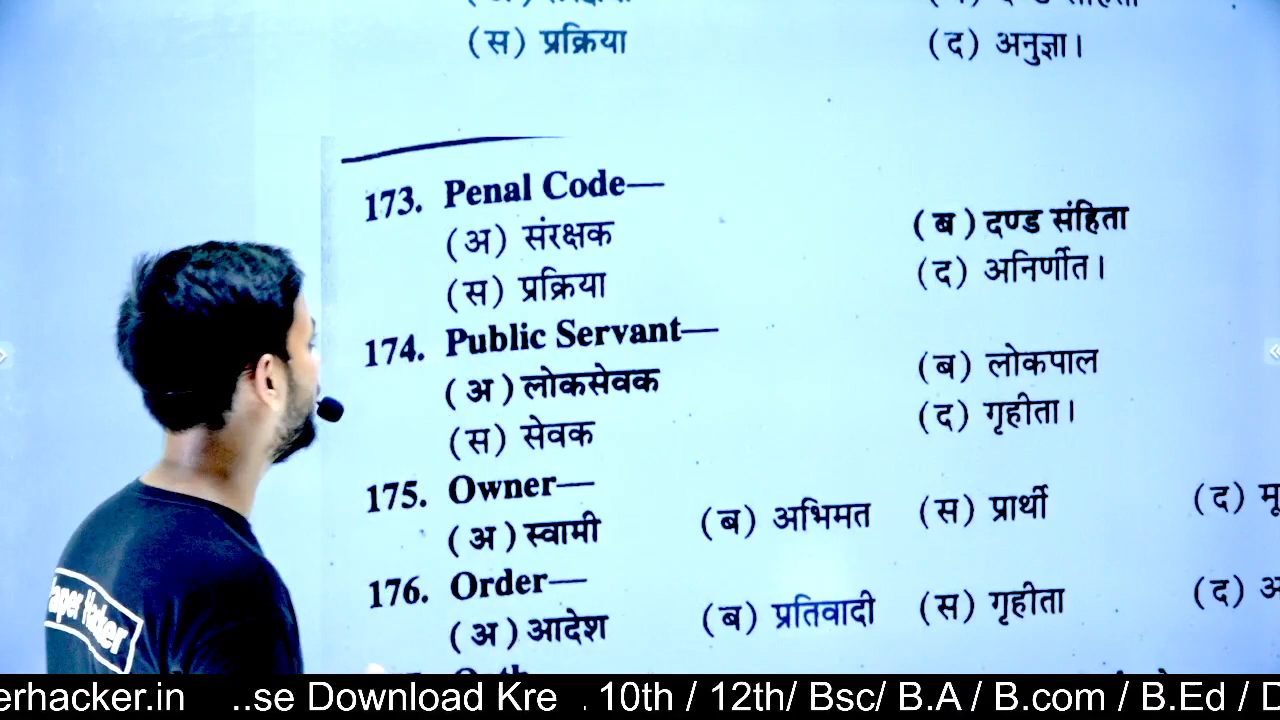 (स) प्रक्रिया (द) अनुज्ञा।
173. Penal Code—
(अ) संरक्षक (ब) दण्ड संहिता
(स) प्रक्रिया (द) अनिर्णीत।
174. Public Servant—
(अ) लोकसेवक (ब) लोकपाल
(स) सेवक (द) गृहीता।
175. Owner—
(अ) स्वामी (ब) अभिमत (स) प्रार्थी (द)
176. Order—
(अ) आदेश (ब) प्रतिवादी (स) गृहीता (द)
erhacker.in ..se Download Kre . 10th / 12th/ Bsc/ B.A / B.com / B.Ed / D